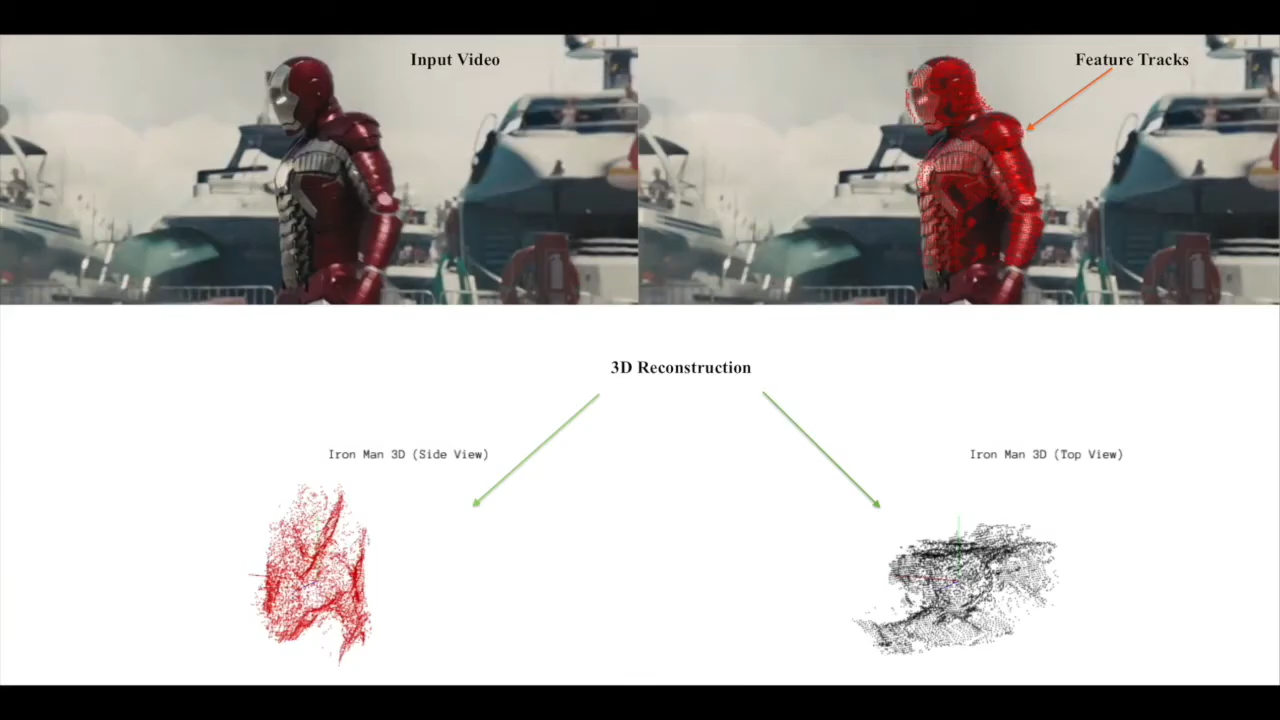 Input Video
Feature Tracks
3D Reconstruction
Iron Man 3D (Side View)
Iron Man 3D (Top View)